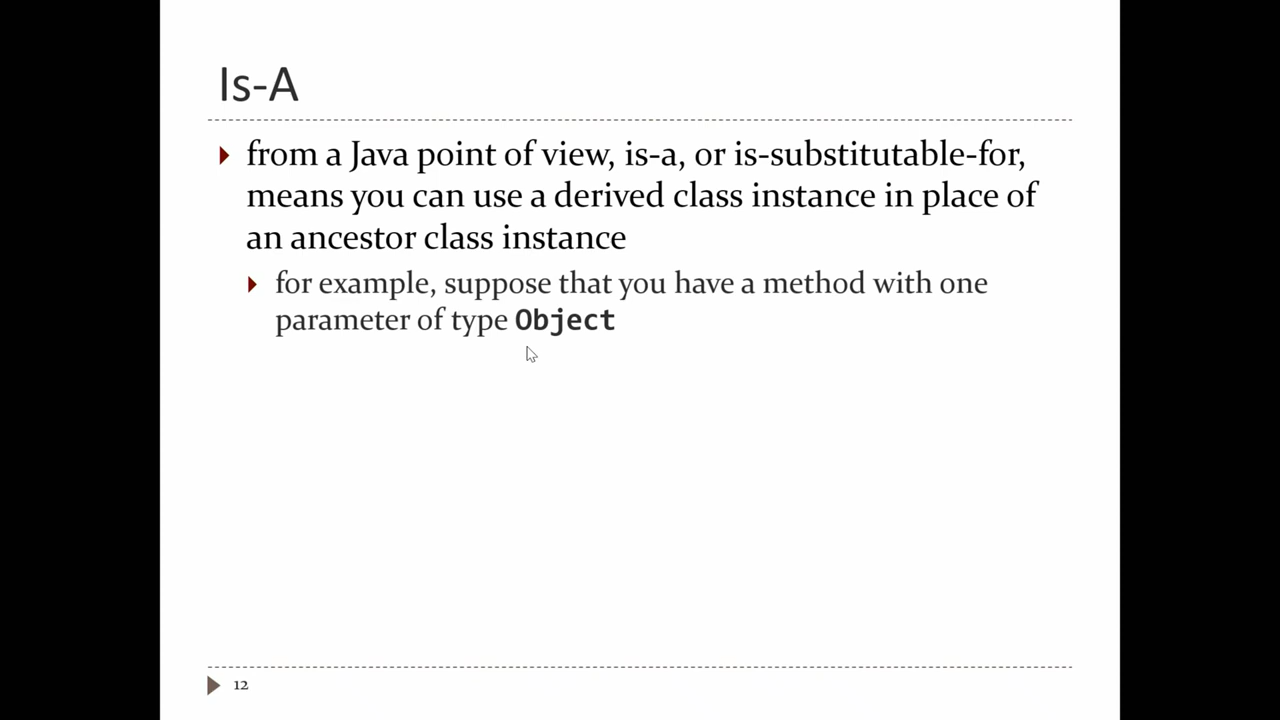 Is-A
from a Java point of view, is-a, or is-substitutable-for,
means you can use a derived class instance in place of
an ancestor class instance
for example, suppose that you have a method with one
parameter of type Object
12